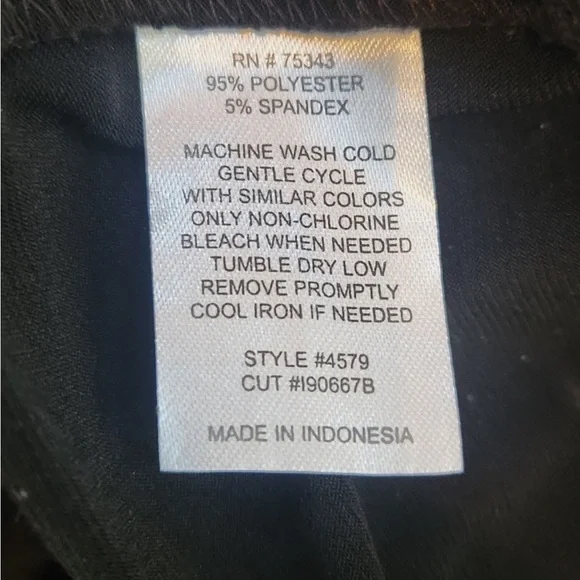 RN # 75343
95% POLYESTER
5% SPANDEX
MACHINE WASH COLD
GENTLE CYCLE
WITH SIMILAR COLORS
ONLY NON-CHLORINE
BLEACH WHEN NEEDED
TUMBLE DRY LOW
REMOVE PROMPTLY
COOL IRON IF NEEDED
STYLE #4579
CUT #I90667B
MADE IN INDONESIA